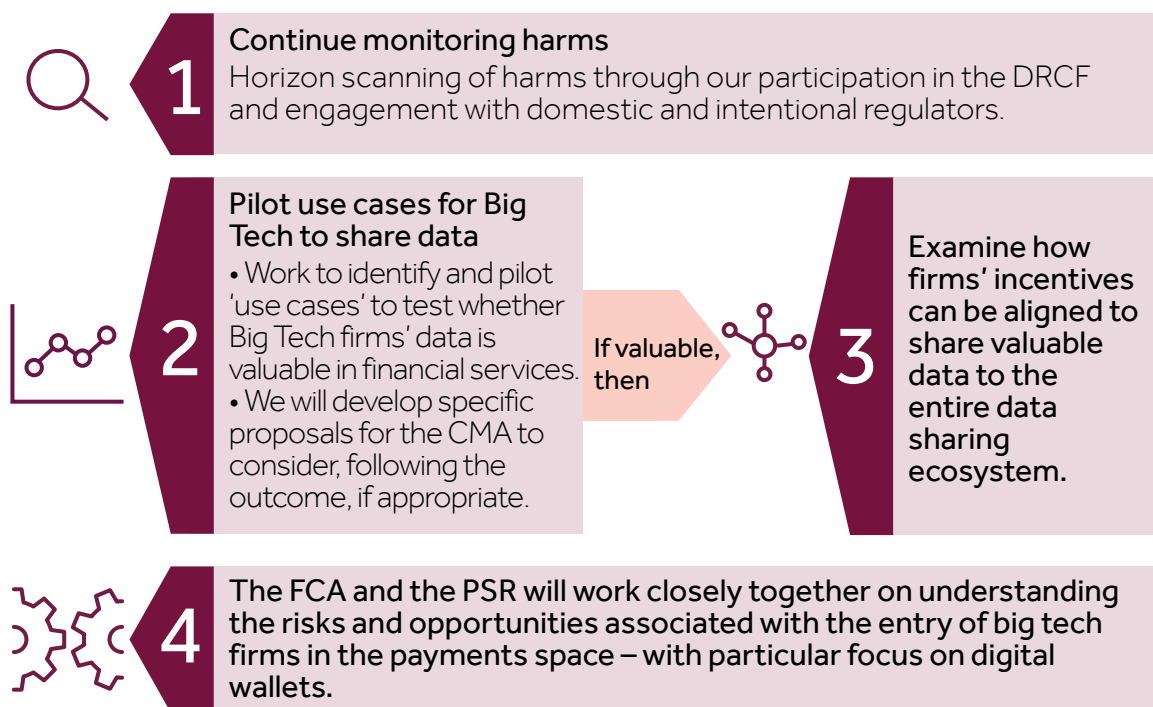 1
Continue monitoring harms
Horizon scanning of harms through our participation in the DRCF
and engagement with domestic and intentional regulators.
2
Pilot use cases for Big
Tech to share data
• Work to identify and pilot
‘use cases’ to test whether
Big Tech firms’ data is
valuable in financial services.
• We will develop specific
proposals for the CMA to
consider, following the
outcome, if appropriate.
If valuable,
then
3
Examine how
firms’ incentives
can be aligned to
share valuable
data to the
entire data
sharing
ecosystem.
4
The FCA and the PSR will work closely together on understanding
the risks and opportunities associated with the entry of big tech
firms in the payments space – with particular focus on digital
wallets.